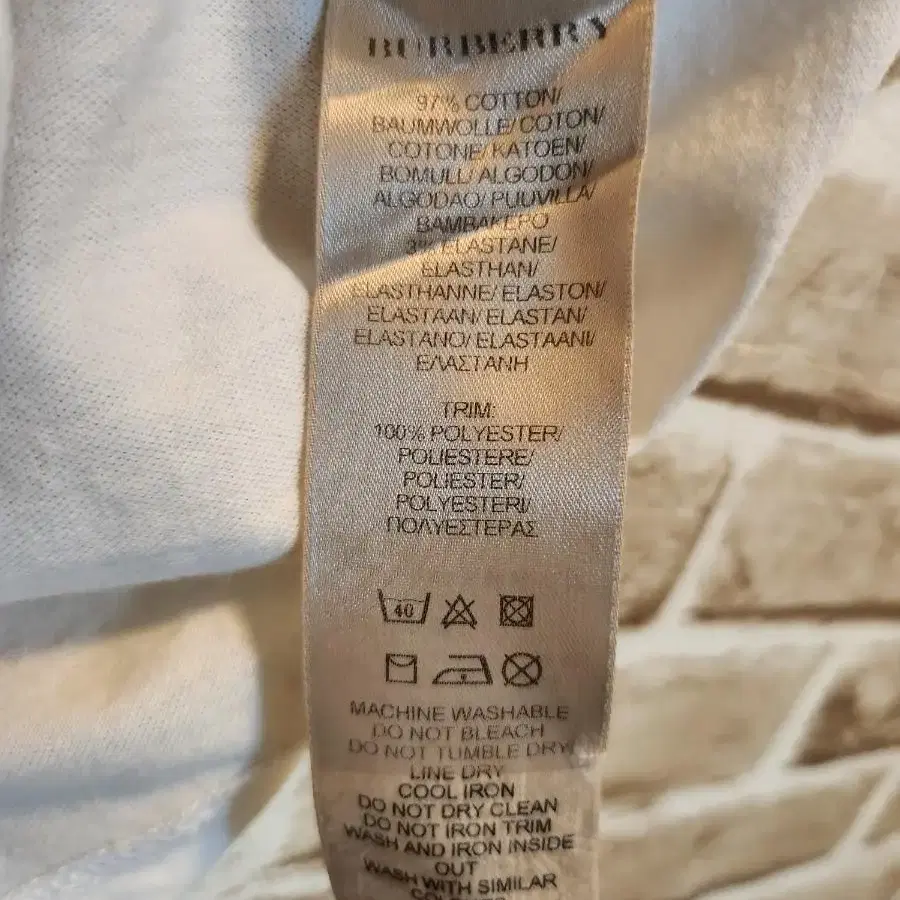 BURBERRY
97% COTTON/
BAUMWOLLE/ COTON/
COTONE/ KATOEN/
BOMULL/ ALGODON/
ALGODAO/ PUUVILLA/
ΒΑΜΒΑΚΕΡΟ
3% ELASTANE/
ELASTHAN/
ELASTHANNE/ ELASTON/
ELASTAAN/ ELASTAN/
ELASTANO/ ELASTAANI/
ΕΛΑΣΤΑΝΗ
TRIM:
100% POLYESTER/
POLIESTERE/
POLIESTER/
POLYESTERI/
ΠΟΛΥΕΣΤΕΡΑΣ
40
MACHINE WASHABLE
DO NOT BLEACH
DO NOT TUMBLE DRY
LINE DRY
COOL IRON
DO NOT DRY CLEAN
DO NOT IRON TRIM
WASH AND IRON INSIDE
OUT
WASH WITH SIMILAR